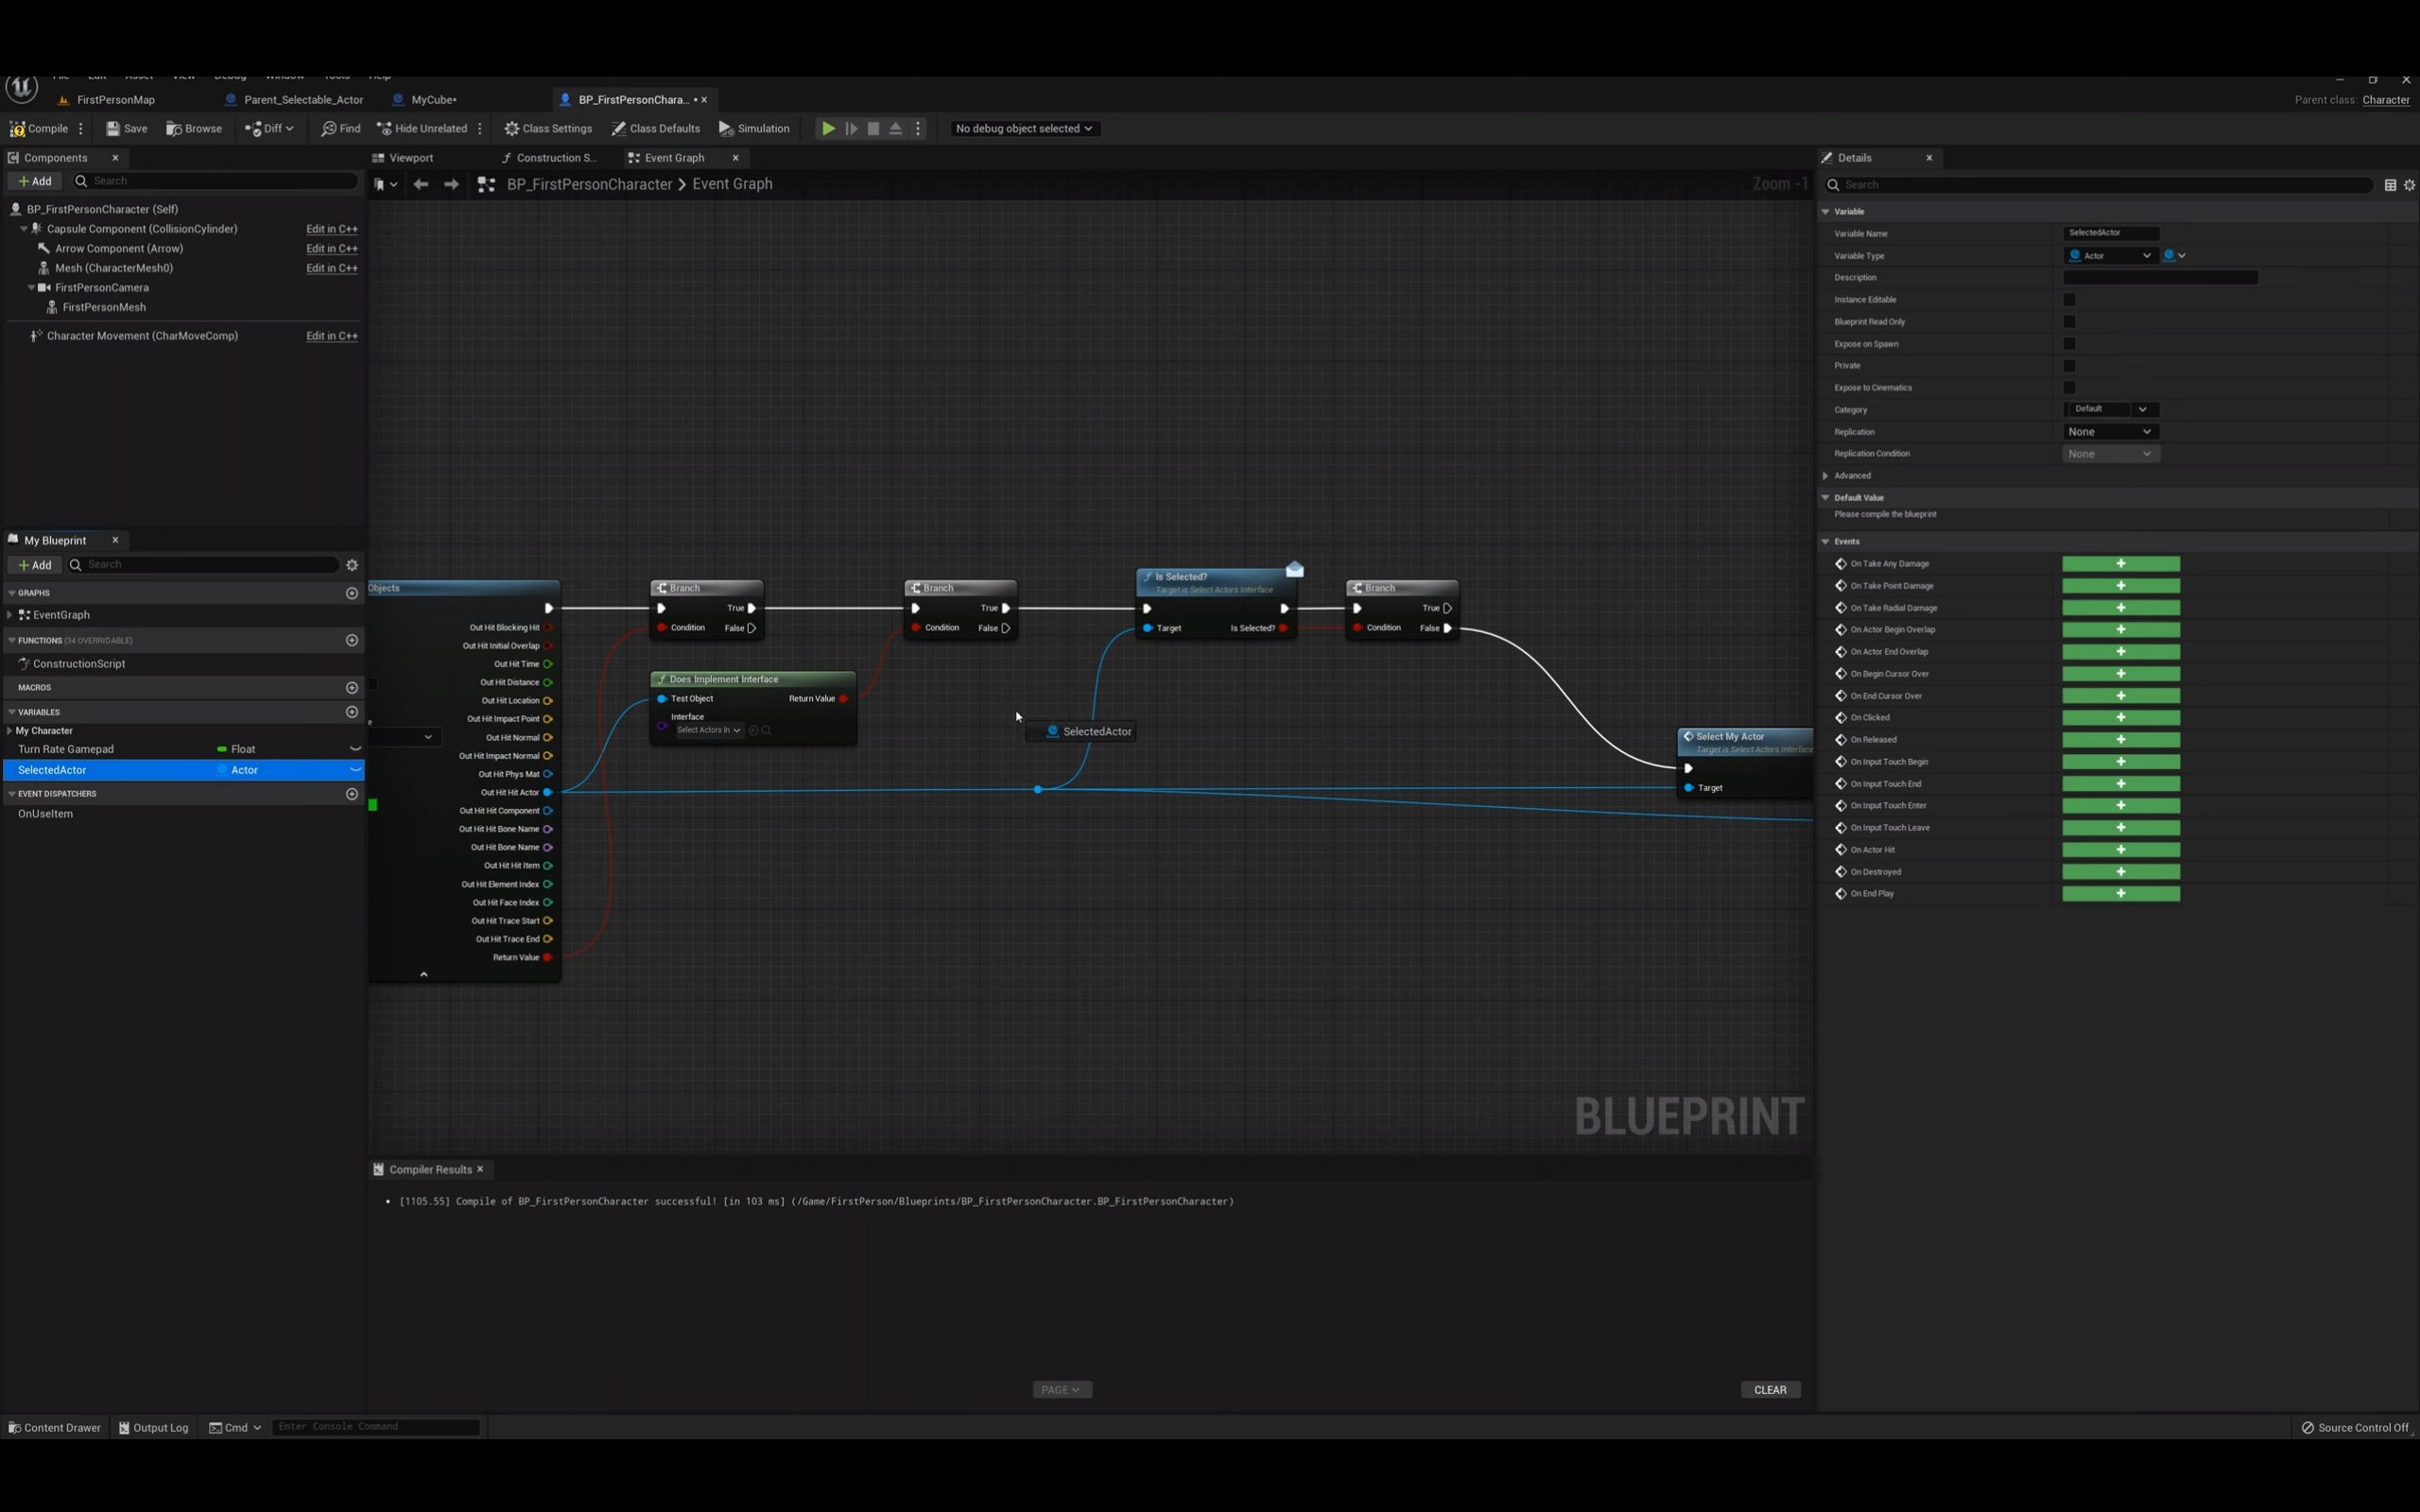 File Edit Asset View Debug Window Tools Help
FirstPersonMap
Parent_Selectable_Actor
MyCube•
BP_FirstPersonChara... •
Parent class: Character
Compile
Save
Browse
Diff
Find
Hide Unrelated
Class Settings
Class Defaults
Simulation
No debug object selected
Components
Add
Search
BP_FirstPersonCharacter (Self)
Capsule Component (CollisionCylinder) Edit in C++
Arrow Component (Arrow) Edit in C++
Mesh (CharacterMesh0) Edit in C++
FirstPersonCamera
FirstPersonMesh
Character Movement (CharMoveComp) Edit in C++
My Blueprint
Add
Search
GRAPHS
EventGraph
FUNCTIONS (34 OVERRIDABLE)
ConstructionScript
MACROS
VARIABLES
My Character
Turn Rate Gamepad Float
SelectedActor Actor
EVENT DISPATCHERS
OnUseItem
Viewport
Construction S...
Event Graph
BP_FirstPersonCharacter > Event Graph
Zoom -1
Objects
Out Hit Blocking Hit
Out Hit Initial Overlap
Out Hit Time
Out Hit Distance
Out Hit Location
Out Hit Impact Point
Out Hit Normal
Out Hit Impact Normal
Out Hit Phys Mat
Out Hit Hit Actor
Out Hit Hit Component
Out Hit Hit Bone Name
Out Hit Bone Name
Out Hit Hit Item
Out Hit Element Index
Out Hit Face Index
Out Hit Trace Start
Out Hit Trace End
Return Value
Branch
True
Condition False
Does Implement Interface
Test Object Return Value
Interface
Select Actors In
Branch
True
Condition False
SelectedActor
Is Selected?
Target is Select Actors Interface
Target Is Selected?
Branch
True
Condition False
Select My Actor
Target is Select Actors Interface
Target
BLUEPRINT
Compiler Results
• [1105.55] Compile of BP_FirstPersonCharacter successful! [in 103 ms] (/Game/FirstPerson/Blueprints/BP_FirstPersonCharacter.BP_FirstPersonCharacter)
PAGE
CLEAR
Details
Search
Variable
Variable Name SelectedActor
Variable Type Actor
Description
Instance Editable
Blueprint Read Only
Expose on Spawn
Private
Expose to Cinematics
Category Default
Replication None
Replication Condition None
Advanced
Default Value
Please compile the blueprint
Events
On Take Any Damage
On Take Point Damage
On Take Radial Damage
On Actor Begin Overlap
On Actor End Overlap
On Begin Cursor Over
On End Cursor Over
On Clicked
On Released
On Input Touch Begin
On Input Touch End
On Input Touch Enter
On Input Touch Leave
On Actor Hit
On Destroyed
On End Play
Content Drawer
Output Log
Cmd
Enter Console Command
Source Control Off